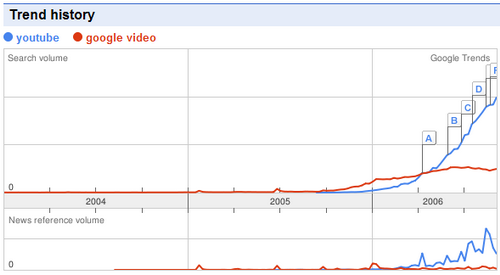 Trend history
youtube google video
Search volume
Google Trends
F
D
C
B
A
0
2004 2005 2006
News reference volume
0